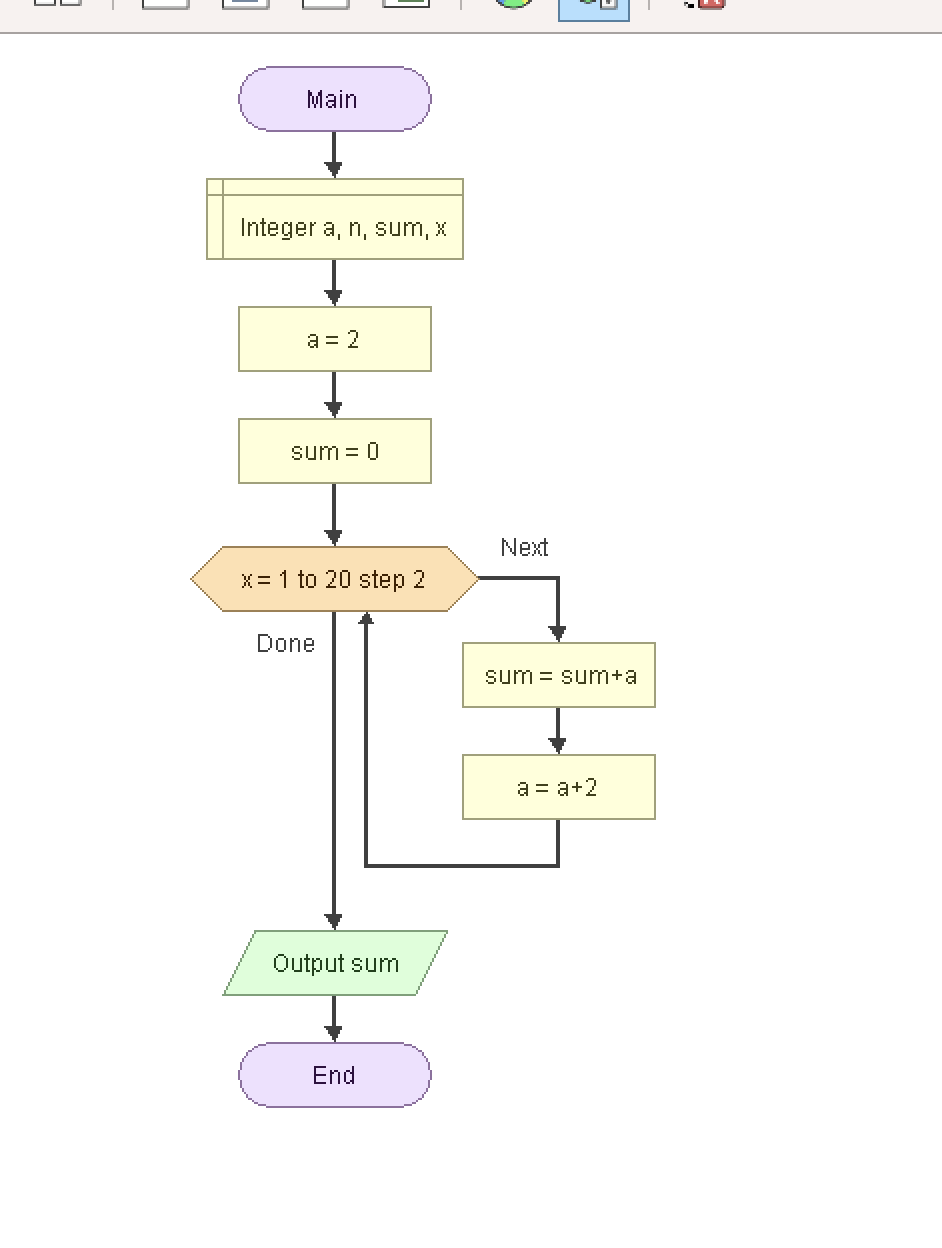 Main
Integer a, n, sum, x
a = 2
sum = 0
x = 1 to 20 step 2
Next
Done
sum = sum+a
a = a+2
Output sum
End